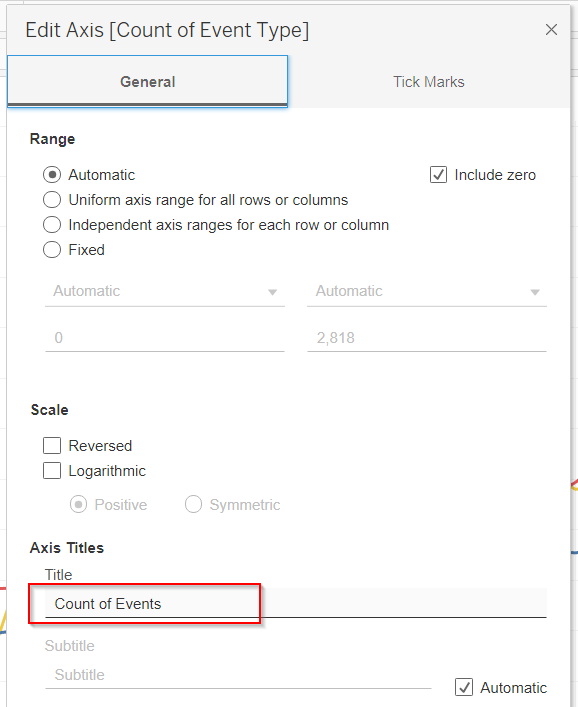 Edit Axis [Count of Event Type]
General Tick Marks
Range
Automatic Include zero
Uniform axis range for all rows or columns
Independent axis ranges for each row or column
Fixed
Automatic Automatic
0 2,818
Scale
Reversed
Logarithmic
Positive Symmetric
Axis Titles
Title
Count of Events
Subtitle
Subtitle
Automatic